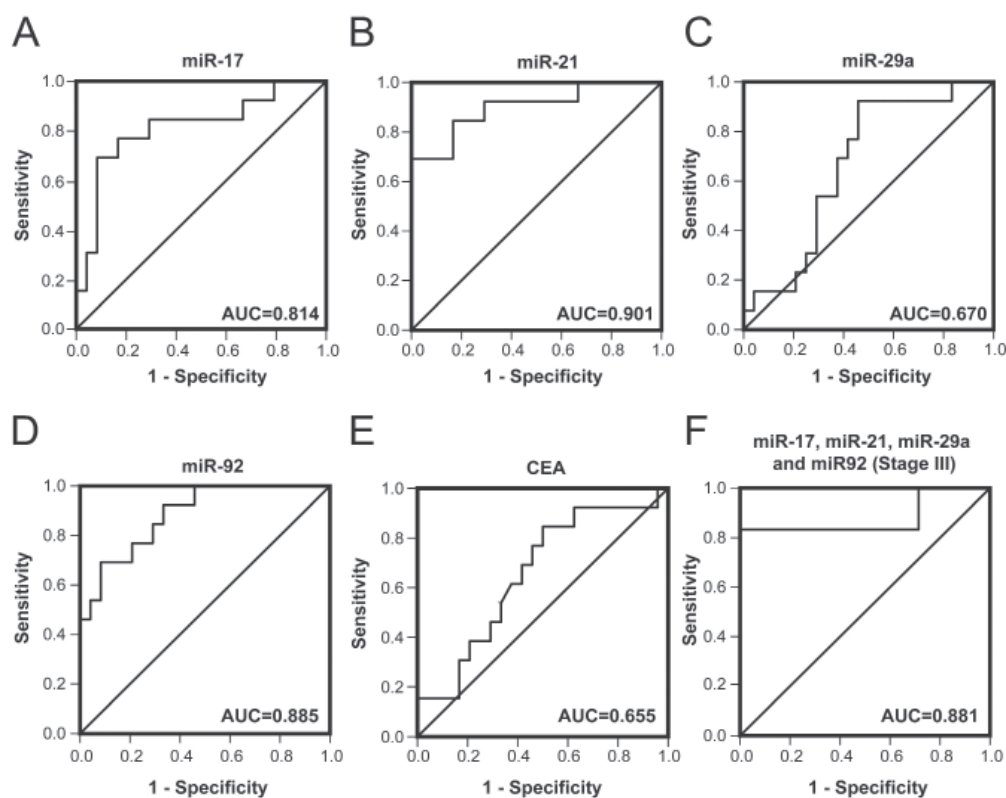 A
miR-17
Sensitivity
1.0
0.8
0.6
0.4
0.2
0.0
AUC=0.814
0.0 0.2 0.4 0.6 0.8 1.0
1 - Specificity
B
miR-21
Sensitivity
1.0
0.8
0.6
0.4
0.2
0.0
AUC=0.901
0.0 0.2 0.4 0.6 0.8 1.0
1 - Specificity
C
miR-29a
Sensitivity
1.0
0.8
0.6
0.4
0.2
0.0
AUC=0.670
0.0 0.2 0.4 0.6 0.8 1.0
1 - Specificity
D
miR-92
Sensitivity
1.0
0.8
0.6
0.4
0.2
0.0
AUC=0.885
0.0 0.2 0.4 0.6 0.8 1.0
1 - Specificity
E
CEA
Sensitivity
1.0
0.8
0.6
0.4
0.2
0.0
AUC=0.655
0.0 0.2 0.4 0.6 0.8 1.0
1 - Specificity
F
miR-17, miR-21, miR-29a
and miR92 (Stage III)
Sensitivity
1.0
0.8
0.6
0.4
0.2
0.0
AUC=0.881
0.0 0.2 0.4 0.6 0.8 1.0
1 - Specificity